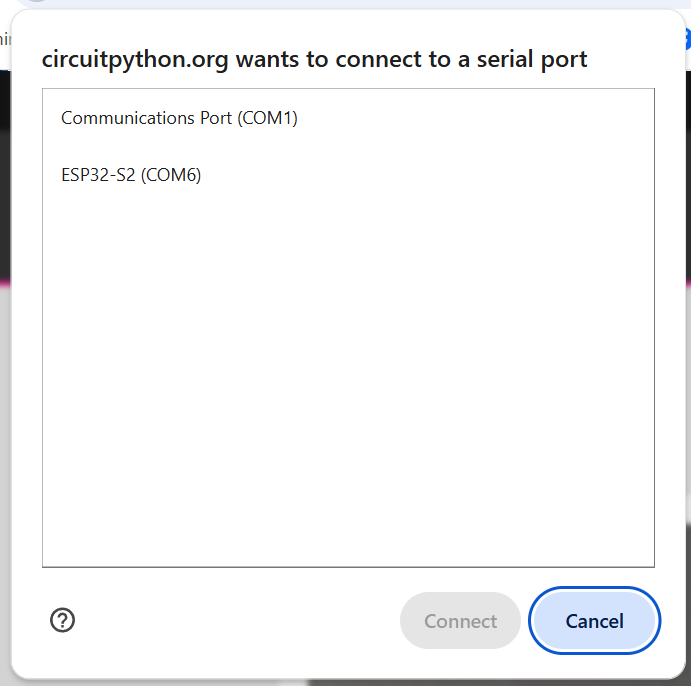 circuitpython.org wants to connect to a serial port
Communications Port (COM1)
ESP32-S2 (COM6)
Connect
Cancel